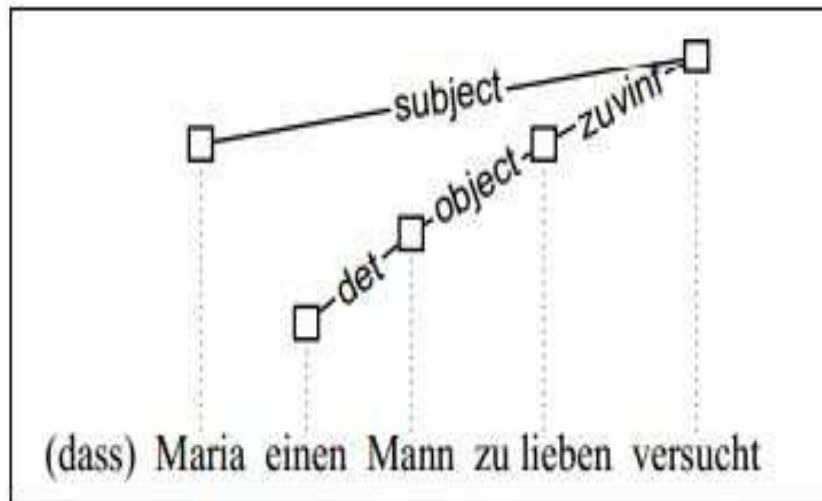 subject
zuvinf
object
det
(dass) Maria einen Mann zu lieben versucht